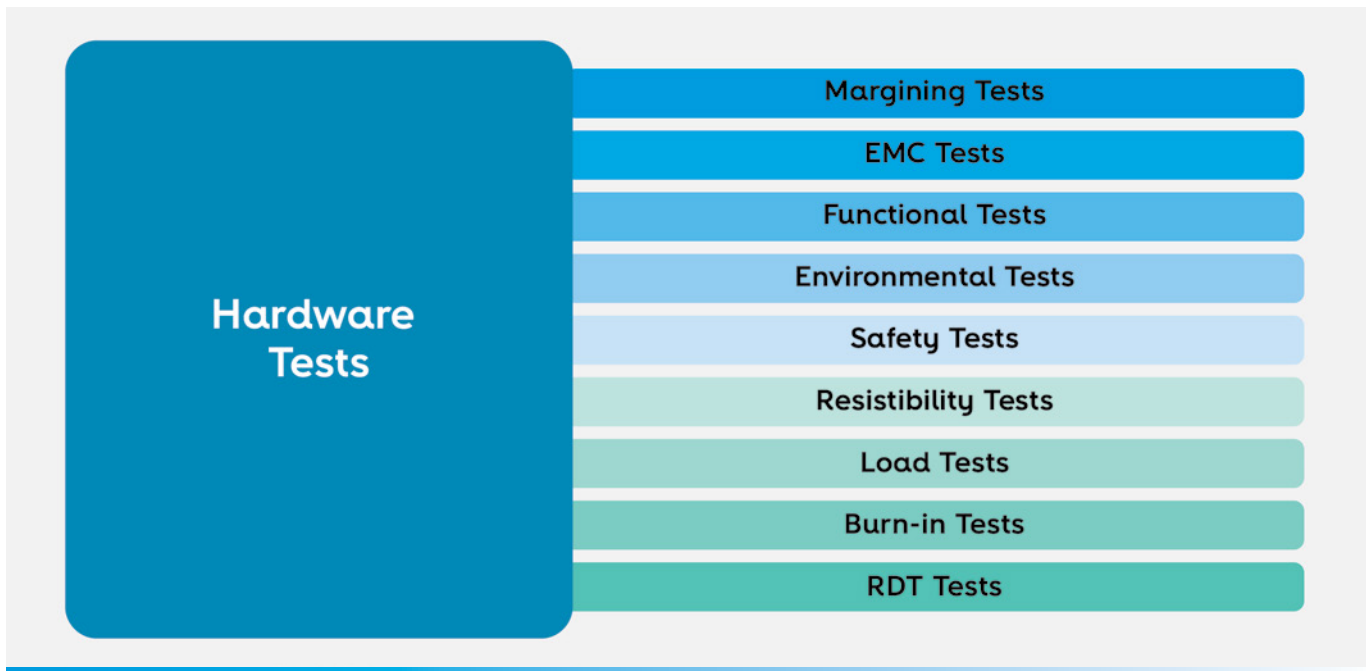 Hardware
Tests
Margining Tests
EMC Tests
Functional Tests
Environmental Tests
Safety Tests
Resistibility Tests
Load Tests
Burn-in Tests
RDT Tests